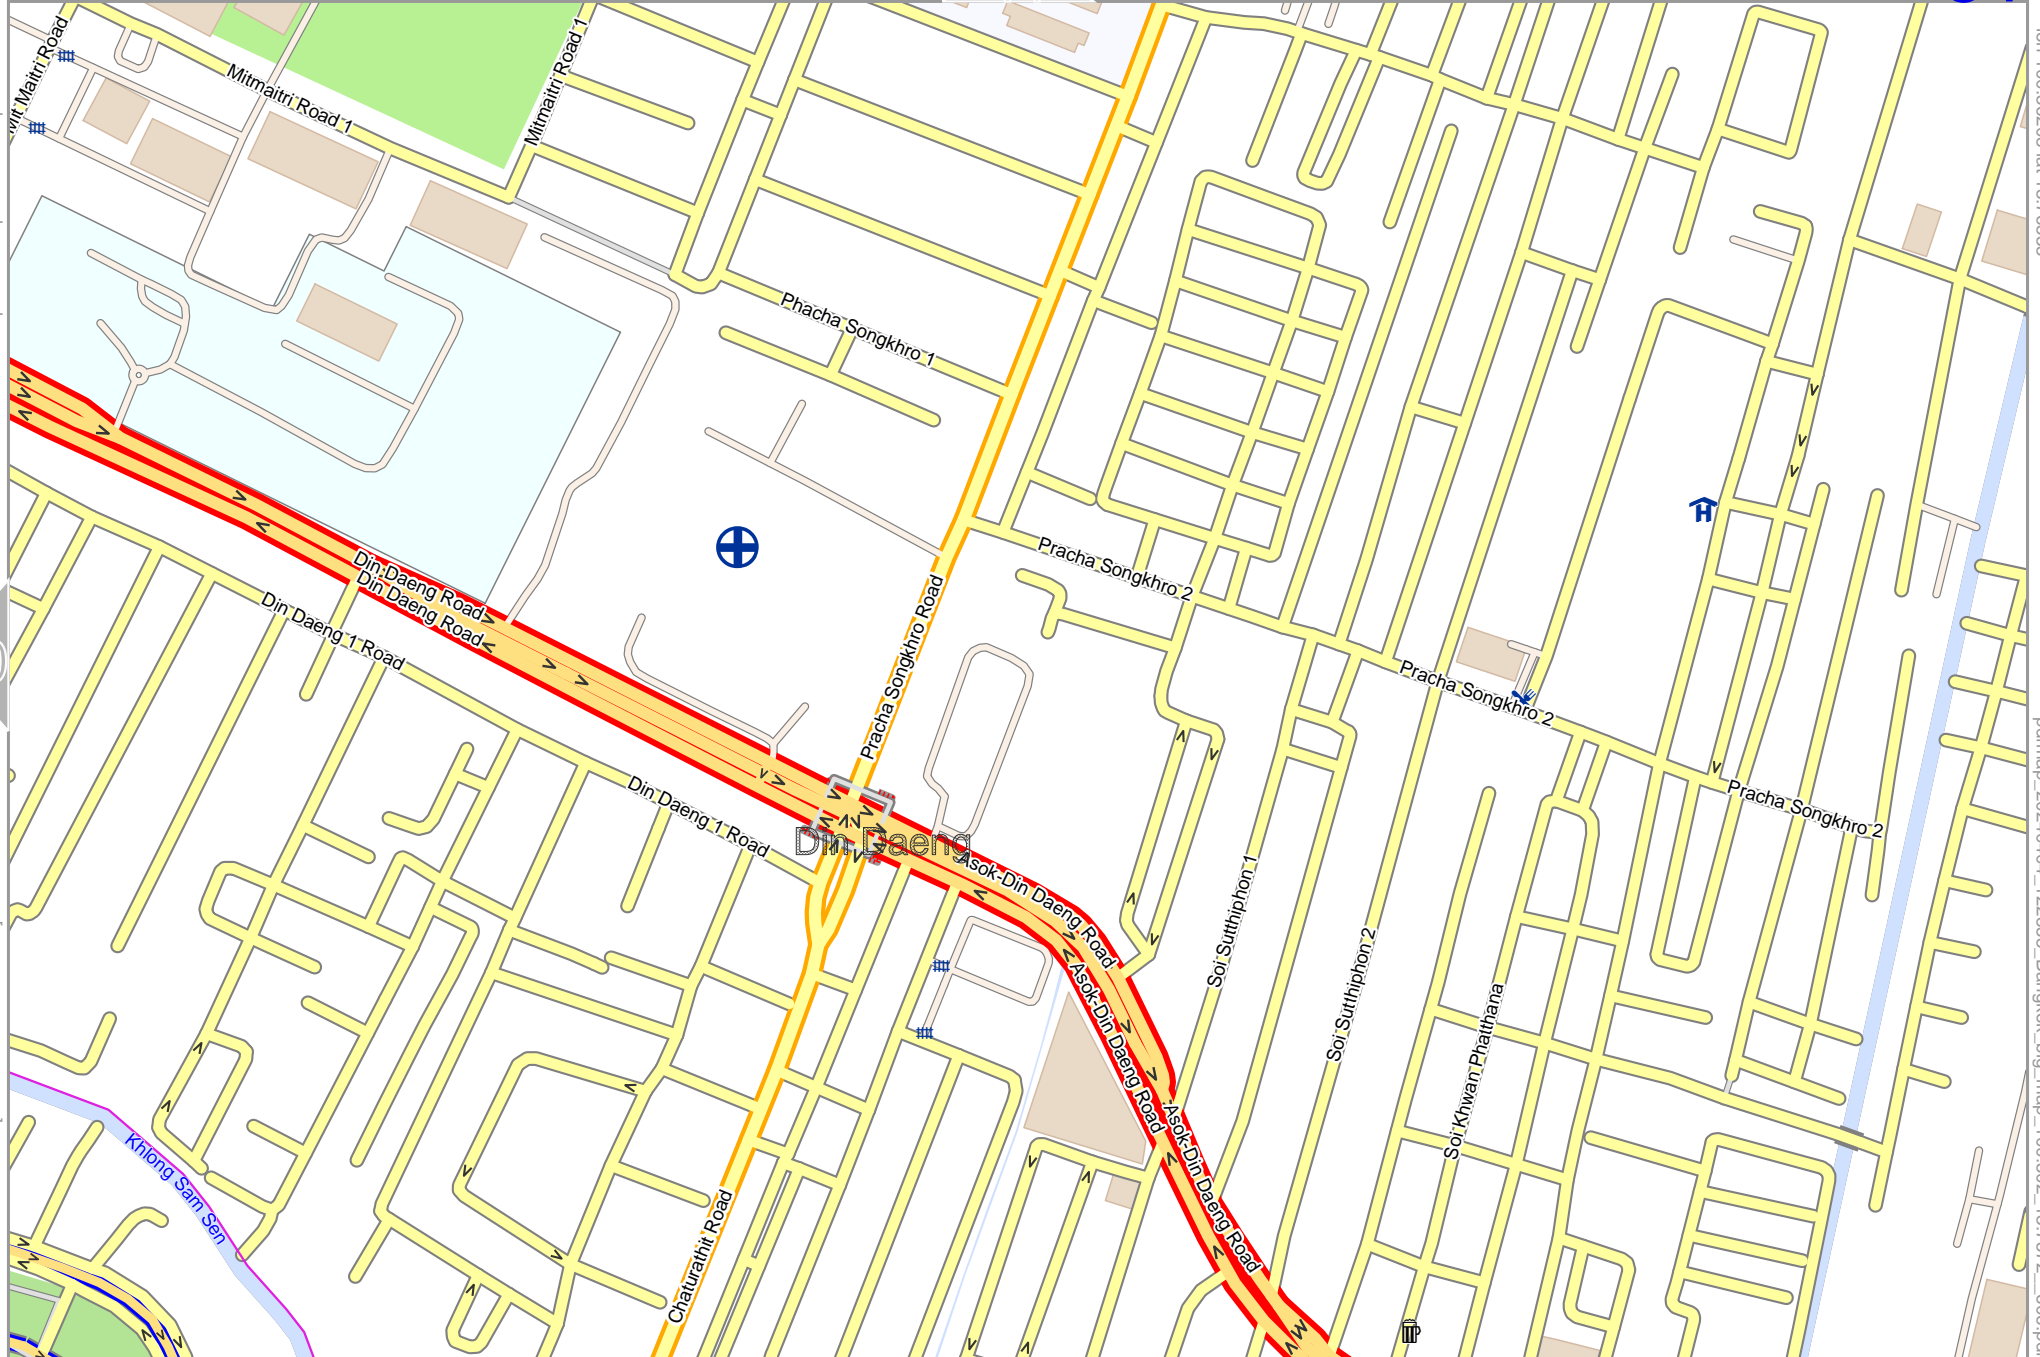 Mit Maitri Road
Mitmaitri Road 1
Mitmaitri Road 1
Phacha Songkhro 1
Pracha Songkhro 2
Din Daeng Road
Din Daeng Road
Din Daeng 1 Road
Pracha Songkhro Road
Pracha Songkhro 2
Pracha Songkhro 2
Din Daeng 1 Road
Din Daeng
Asok-Din Daeng Road
Soi Sutthiphon 1
Soi Sutthiphon 2
Asok-Din Daeng Road
Soi Khwan Phatthana
Asok-Din Daeng Road
Khlong Sam Sen
Chaturathit Road